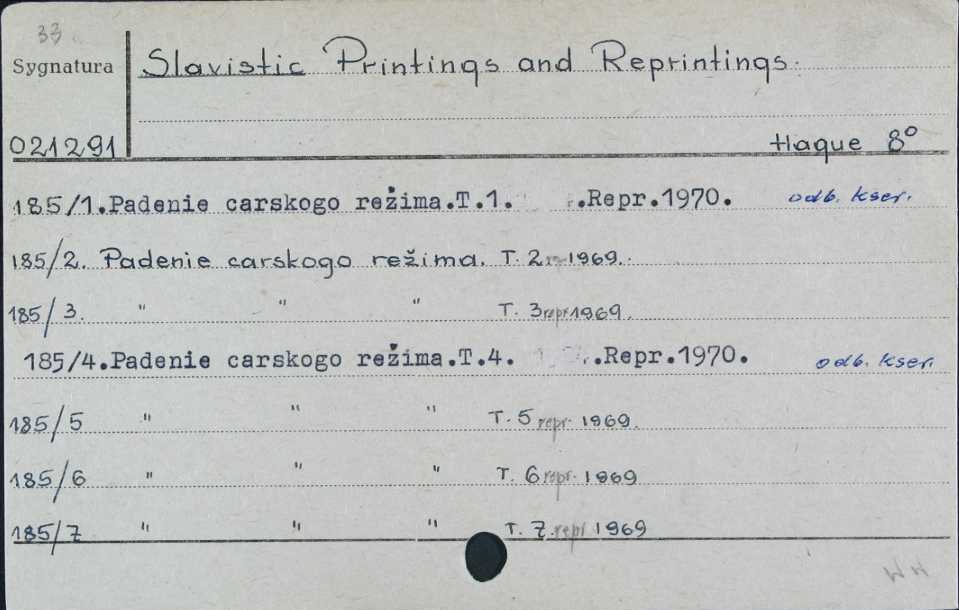 33
Sygnatura Slavistic Printings and Reprintings.
021291 Haque 8°
185/1.Padenie carskogo režima.T.1. .Repr.1970. odb. kser.
185/2. Padenie carskogo režima. T. 2 1969.
185/3. " " " T. 3 repr 1969.
185/4.Padenie carskogo režima.T.4. .Repr.1970. odb. kser.
185/5 " " T. 5 repr. 1969.
185/6 " " " T. 6 repr. 1969
185/7 " " " T. 7. repr 1969
WH